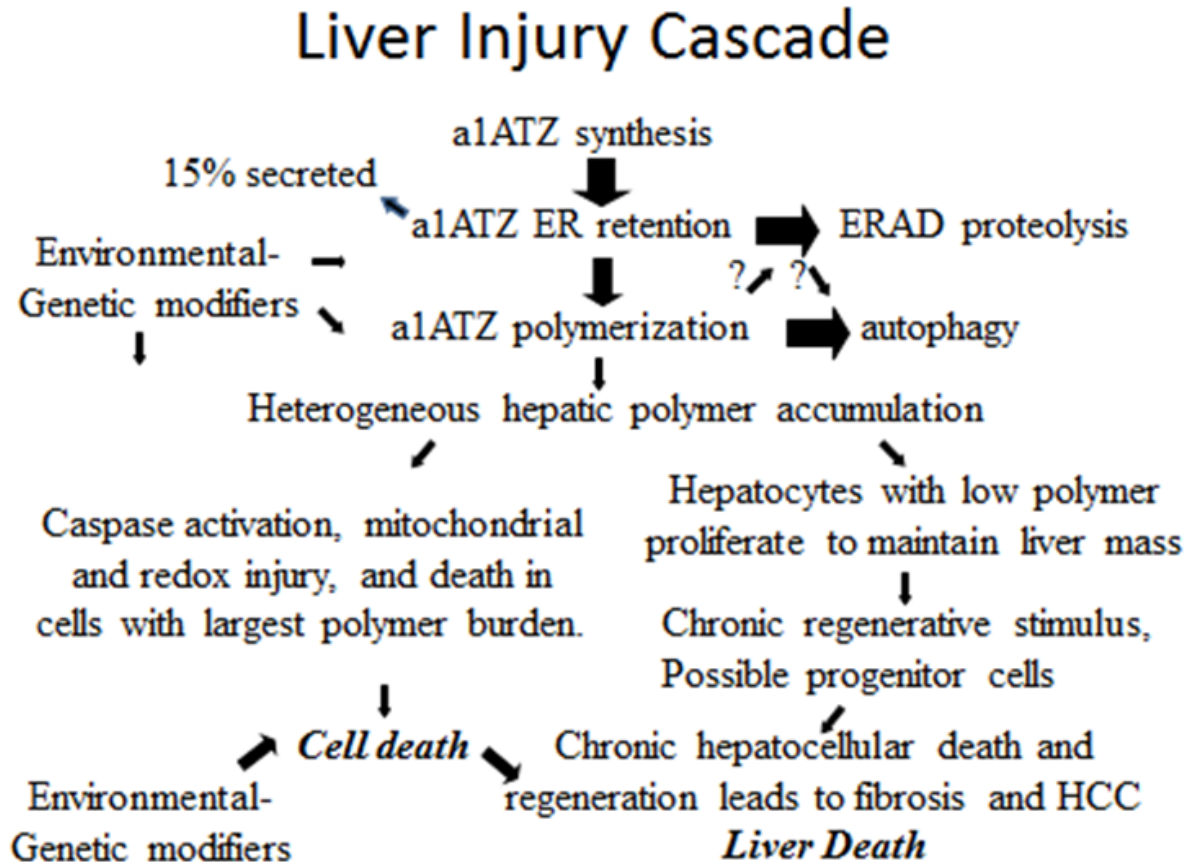 Liver Injury Cascade
a1ATZ synthesis
15% secreted
a1ATZ ER retention
ERAD proteolysis
Environmental-
Genetic modifiers
?
?
a1ATZ polymerization
autophagy
Heterogeneous hepatic polymer accumulation
Caspase activation, mitochondrial
and redox injury, and death in
cells with largest polymer burden.
Hepatocytes with low polymer
proliferate to maintain liver mass
Chronic regenerative stimulus,
Possible progenitor cells
Cell death
Environmental-
Genetic modifiers
Chronic hepatocellular death and
regeneration leads to fibrosis and HCC
Liver Death